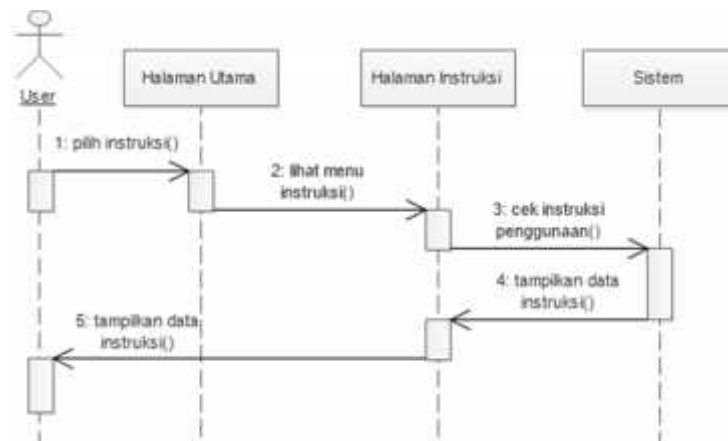 User
Halaman Utama
Halaman Instruksi
Sistem
1: pilih instruksi()
2: lihat menu
instruksi()
3: cek instruksi
penggunaan()
4: tampilkan data
instruksi()
5: tampilkan data
instruksi()